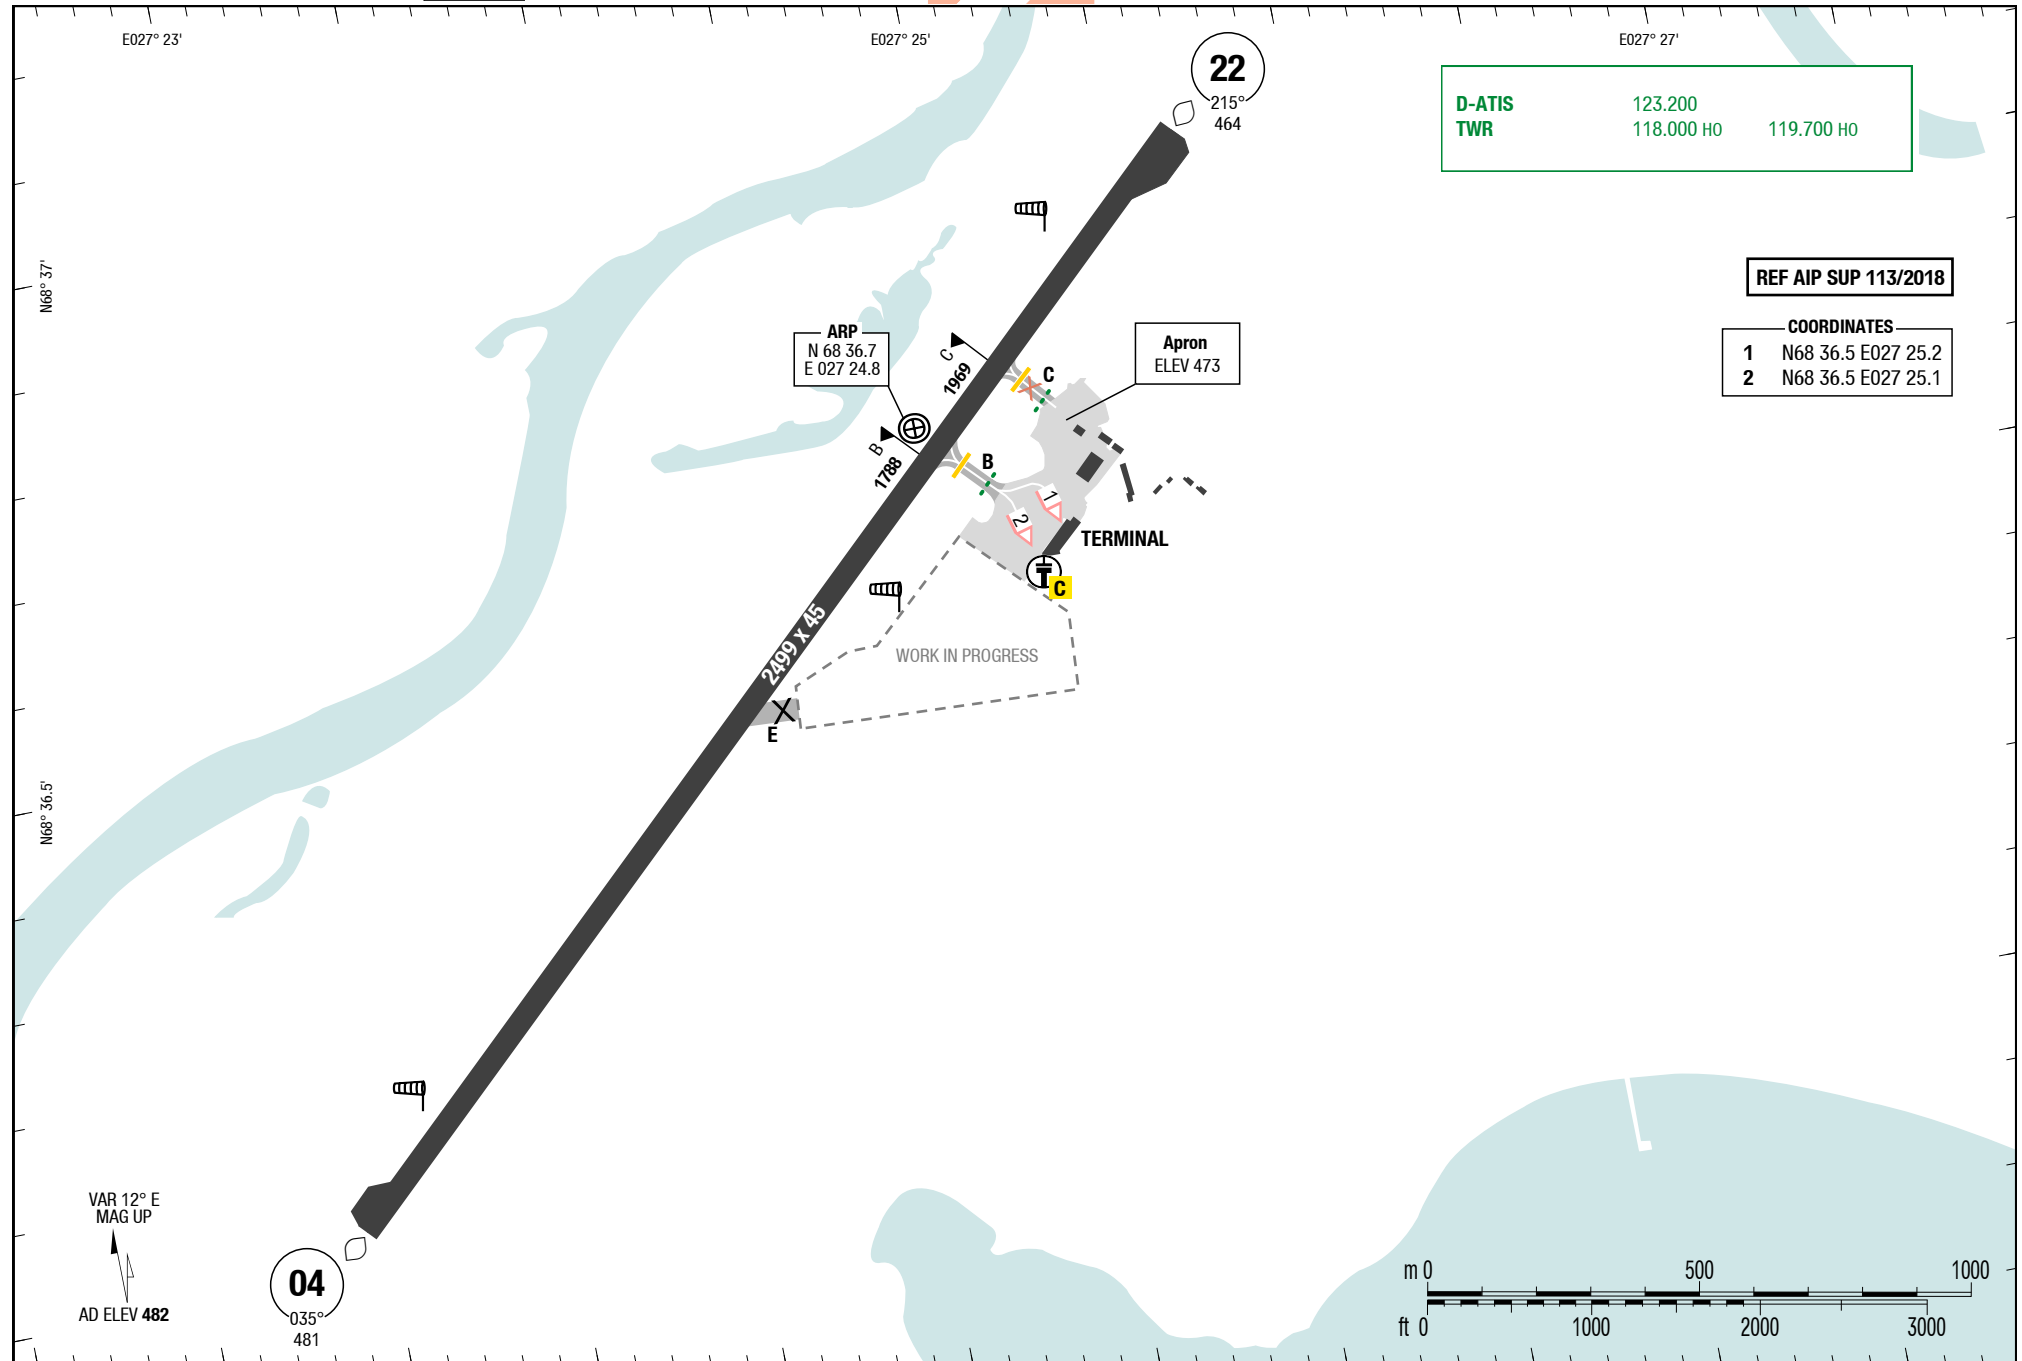 E027° 23'
E027° 25'
E027° 27'
22
215°
464
D-ATIS 123.200
TWR 118.000 HO 119.700 HO
N68° 37'
REF AIP SUP 113/2018
COORDINATES
1 N68 36.5 E027 25.2
2 N68 36.5 E027 25.1
ARP
N 68 36.7
E 027 24.8
Apron
ELEV 473
C
1969
C
B
1788
B
1
2
TERMINAL
C
2499 x 45
WORK IN PROGRESS
E
N68° 36.5'
VAR 12° E
MAG UP
AD ELEV 482
04
035°
481
m 0 500 1000
ft 0 1000 2000 3000